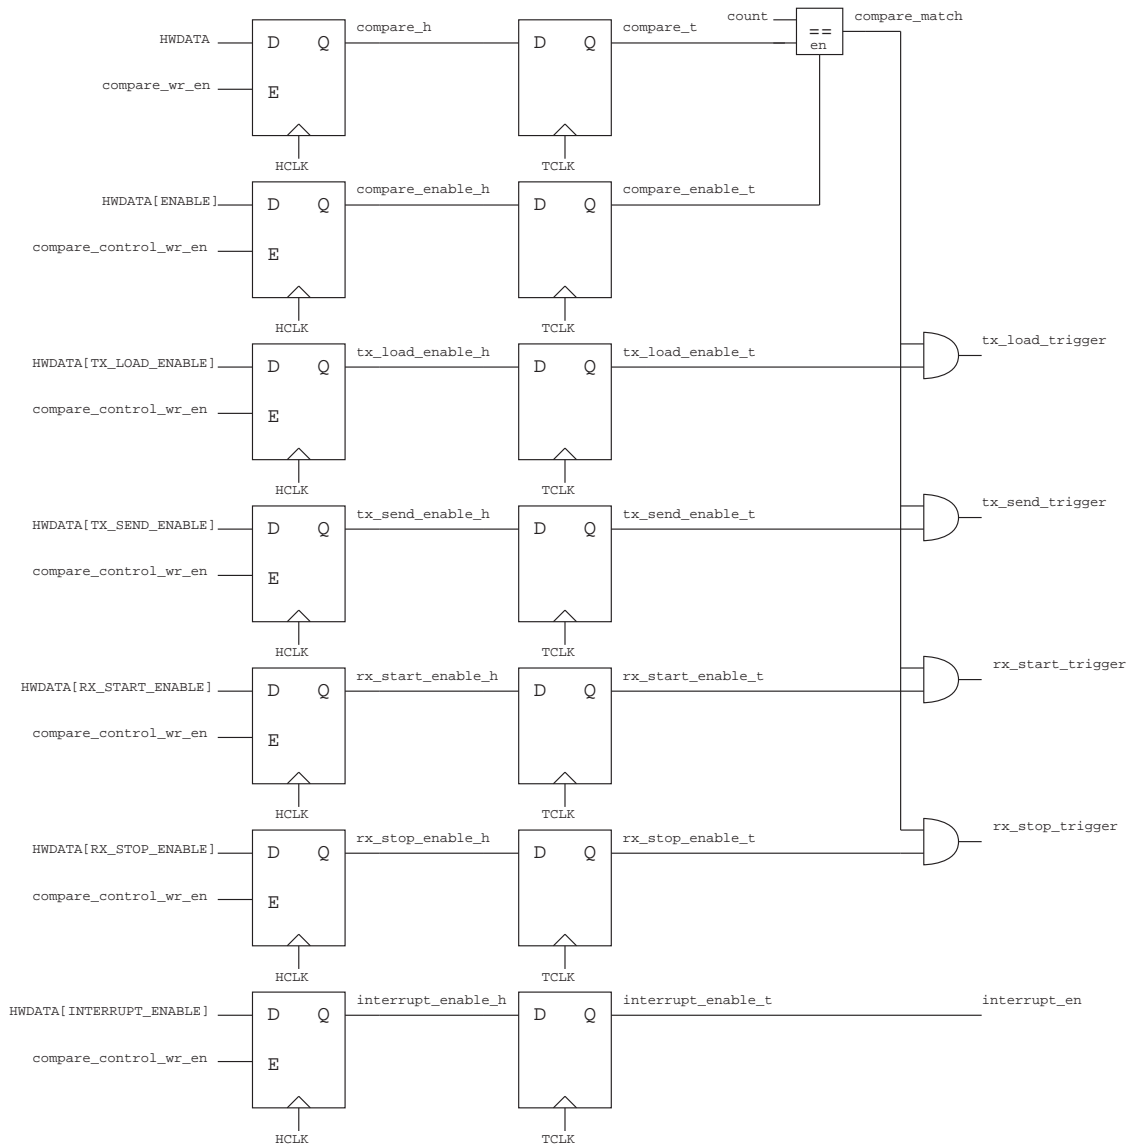 count compare_match
HWDATA D Q compare_h D Q compare_t ==
en
compare_wr_en E
HCLK TCLK
HWDATA[ENABLE] D Q compare_enable_h D Q compare_enable_t
compare_control_wr_en E
HCLK TCLK
HWDATA[TX_LOAD_ENABLE] D Q tx_load_enable_h D Q tx_load_enable_t tx_load_trigger
compare_control_wr_en E
HCLK TCLK
HWDATA[TX_SEND_ENABLE] D Q tx_send_enable_h D Q tx_send_enable_t tx_send_trigger
compare_control_wr_en E
HCLK TCLK
HWDATA[RX_START_ENABLE] D Q rx_start_enable_h D Q rx_start_enable_t rx_start_trigger
compare_control_wr_en E
HCLK TCLK
HWDATA[RX_STOP_ENABLE] D Q rx_stop_enable_h D Q rx_stop_enable_t rx_stop_trigger
compare_control_wr_en E
HCLK TCLK
HWDATA[INTERRUPT_ENABLE] D Q interrupt_enable_h D Q interrupt_enable_t interrupt_en
compare_control_wr_en E
HCLK TCLK